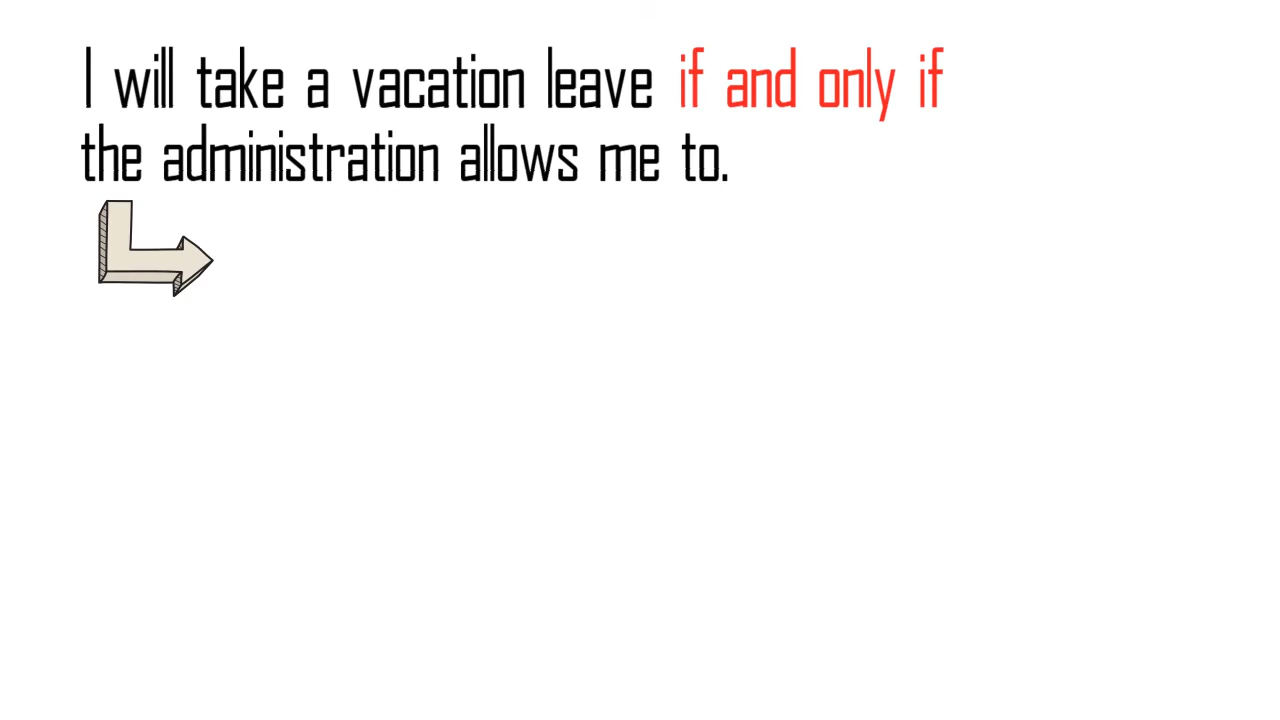 I will take a vacation leave if and only if
the administration allows me to.